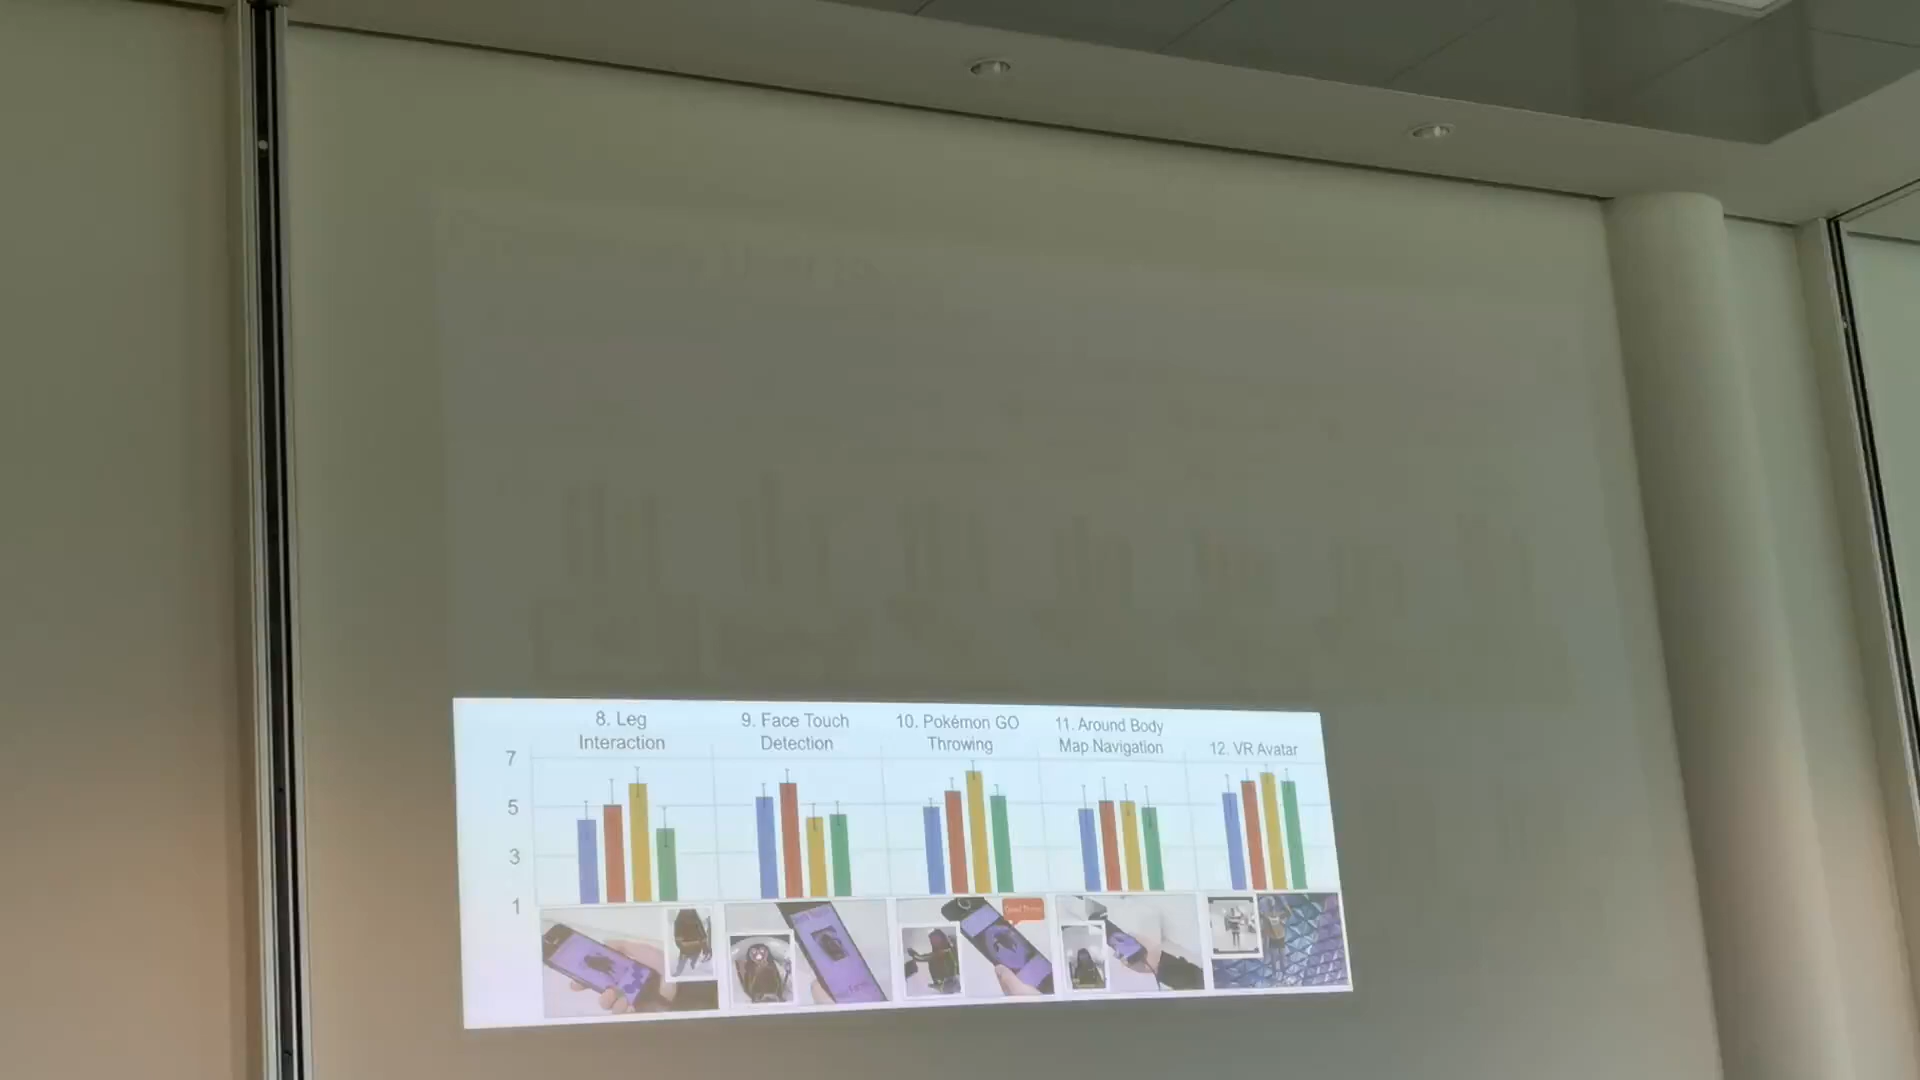 8. Leg
Interaction
9. Face Touch
Detection
10. Pokémon GO
Throwing
11. Around Body
Map Navigation
12. VR Avatar
7
5
3
1